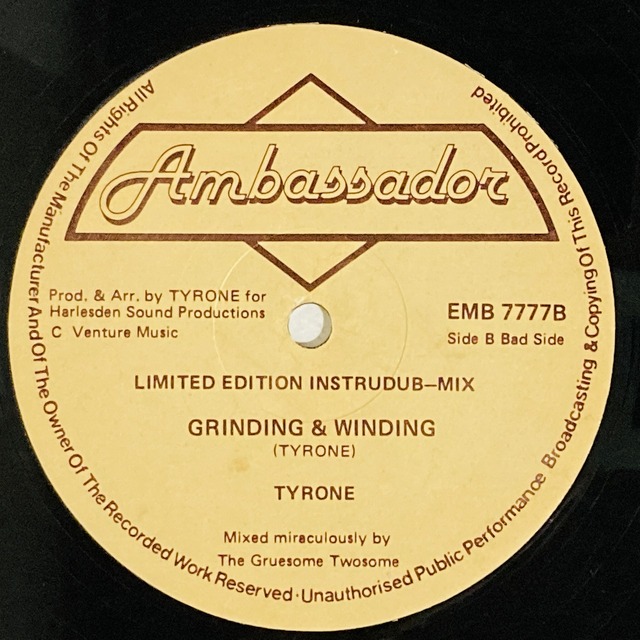 Ambassador
Prod. & Arr. by TYRONE for
Harlesden Sound Productions
C Venture Music
EMB 7777B
Side B Bad Side
LIMITED EDITION INSTRUDUB–MIX
GRINDING & WINDING
(TYRONE)
TYRONE
Mixed miraculously by
The Gruesome Twosome
All Rights Of The Manufacturer And Of The Owner Of The Recorded Work Reserved · Unauthorised Public Performance Broadcasting & Copying Of This Record Prohibited